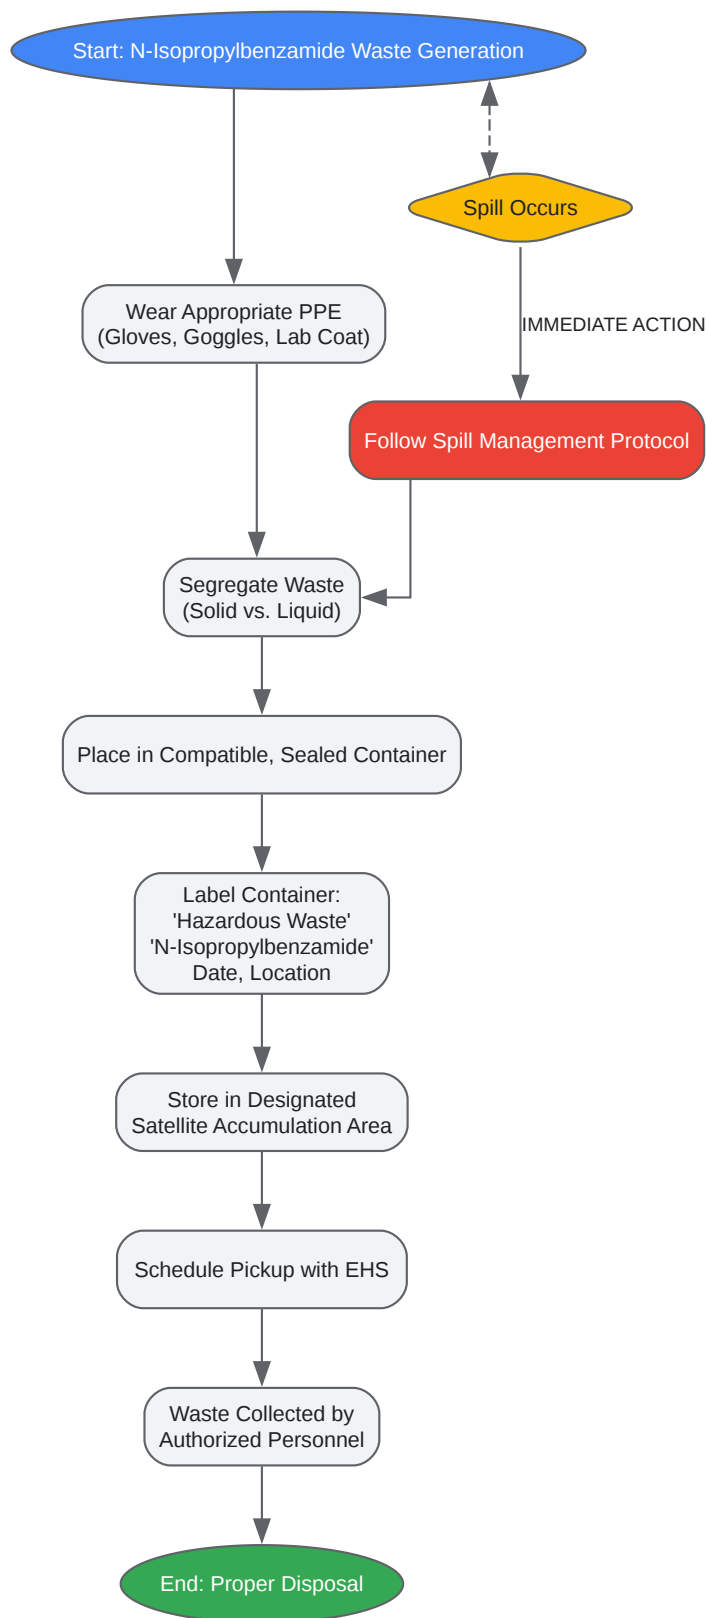 Start: N-Isopropylbenzamide Waste Generation
Spill Occurs
Wear Appropriate PPE
(Gloves, Goggles, Lab Coat)
IMMEDIATE ACTION
Follow Spill Management Protocol
Segregate Waste
(Solid vs. Liquid)
Place in Compatible, Sealed Container
Label Container:
'Hazardous Waste'
'N-Isopropylbenzamide'
Date, Location
Store in Designated
Satellite Accumulation Area
Schedule Pickup with EHS
Waste Collected by
Authorized Personnel
End: Proper Disposal